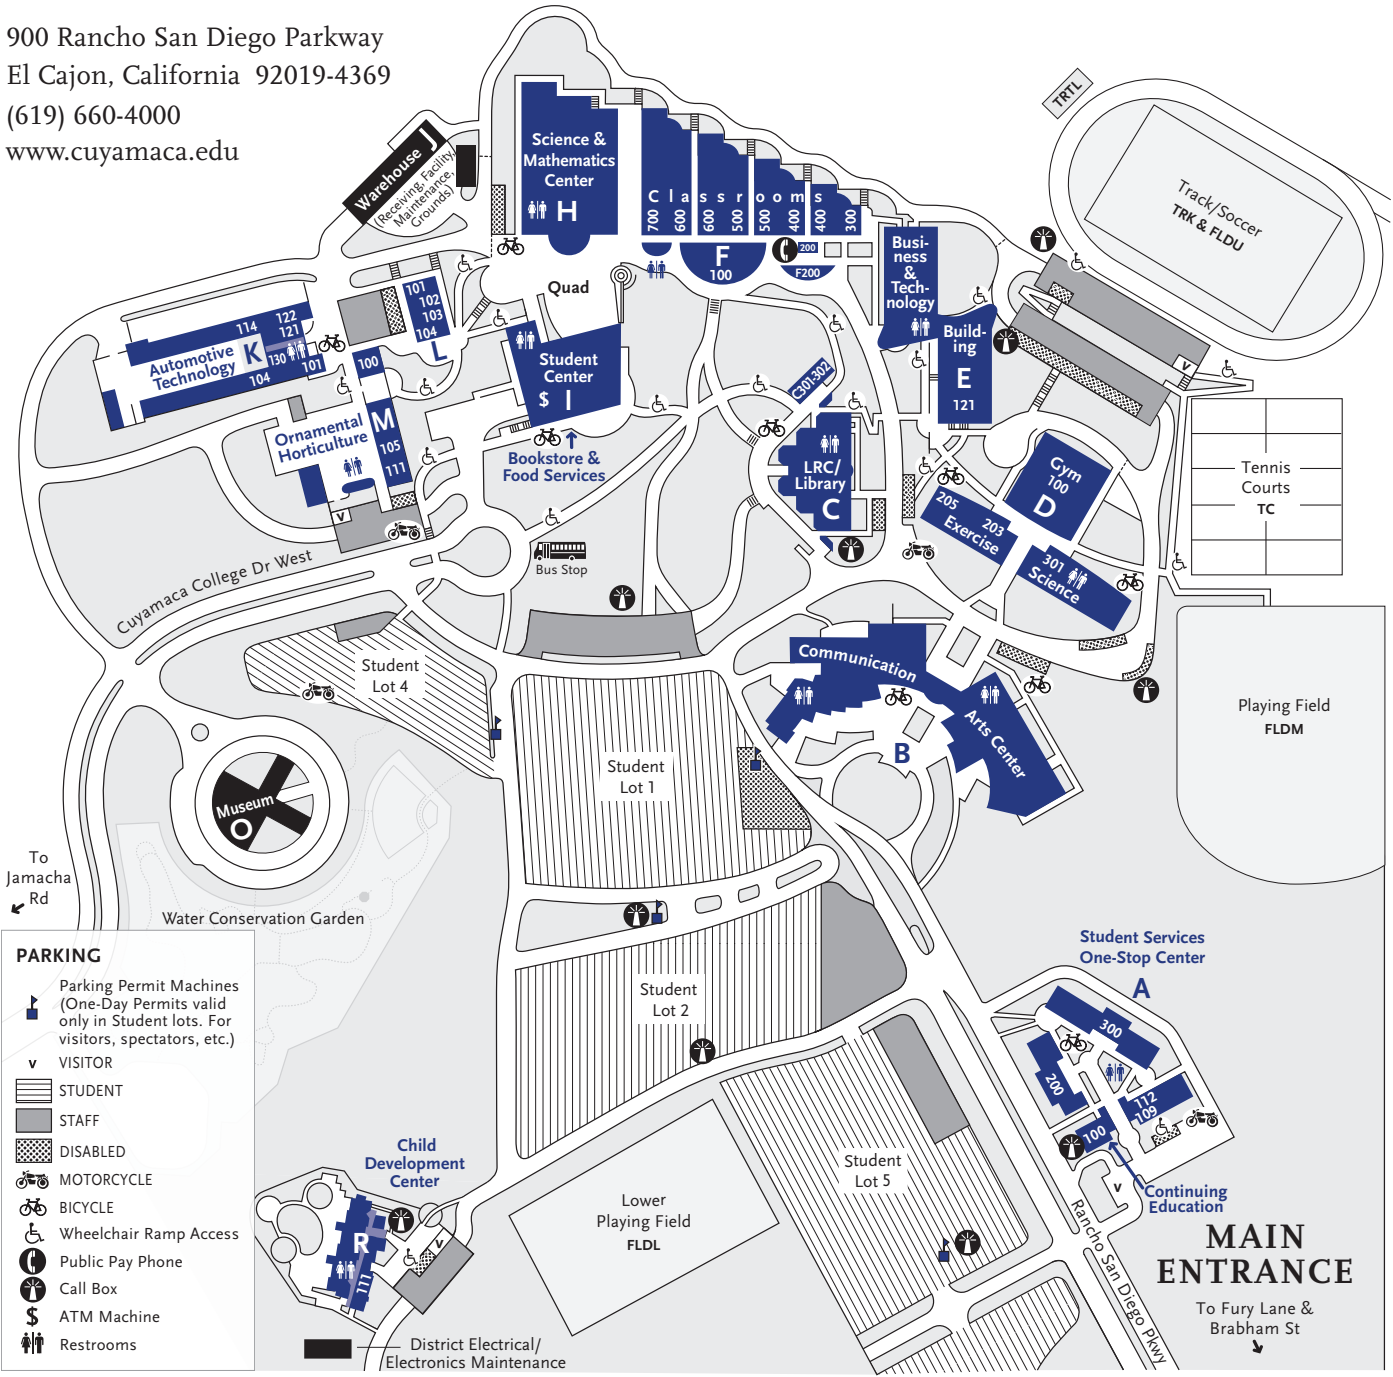 900 Rancho San Diego Parkway
El Cajon, California 92019-4369
(619) 660-4000
www.cuyamaca.edu
TRTL
Track/Soccer
TRK & FLDU
Warehouse J
(Receiving, Facility,
Maintenance,
Grounds)
Science &
Mathematics
Center
H
Classrooms
700
600
600
500
500
400
400
300
F
100
200
F200
Quad
Busi-
ness
&
Tech-
nology
Build-
ing
E
121
101
102
103
104
L
114
122
121
Automotive
Technology
K
130
101
104
100
Ornamental
Horticulture
M
105
111
V
Student
Center
$ I
Bookstore &
Food Services
C301-302
LRC/
Library
C
V
Tennis
Courts
TC
Gym
100
D
205
203
Exercise
301
Science
Bus Stop
Cuyamaca College Dr West
Student
Lot 4
Communication
Arts Center
B
Playing Field
FLDM
Student
Lot 1
Museum
O
To
Jamacha
Rd
Water Conservation Garden
Student
Lot 2
Student Services
One-Stop Center
A
300
200
112
109
100
V
Continuing
Education
PARKING
Parking Permit Machines
(One-Day Permits valid
only in Student lots. For
visitors, spectators, etc.)
V VISITOR
STUDENT
STAFF
DISABLED
MOTORCYCLE
BICYCLE
Wheelchair Ramp Access
Public Pay Phone
Call Box
$ ATM Machine
Restrooms
Child
Development
Center
R
111
V
Lower
Playing Field
FLDL
Student
Lot 5
Rancho San Diego Pkwy
MAIN
ENTRANCE
To Fury Lane &
Brabham St
District Electrical/
Electronics Maintenance